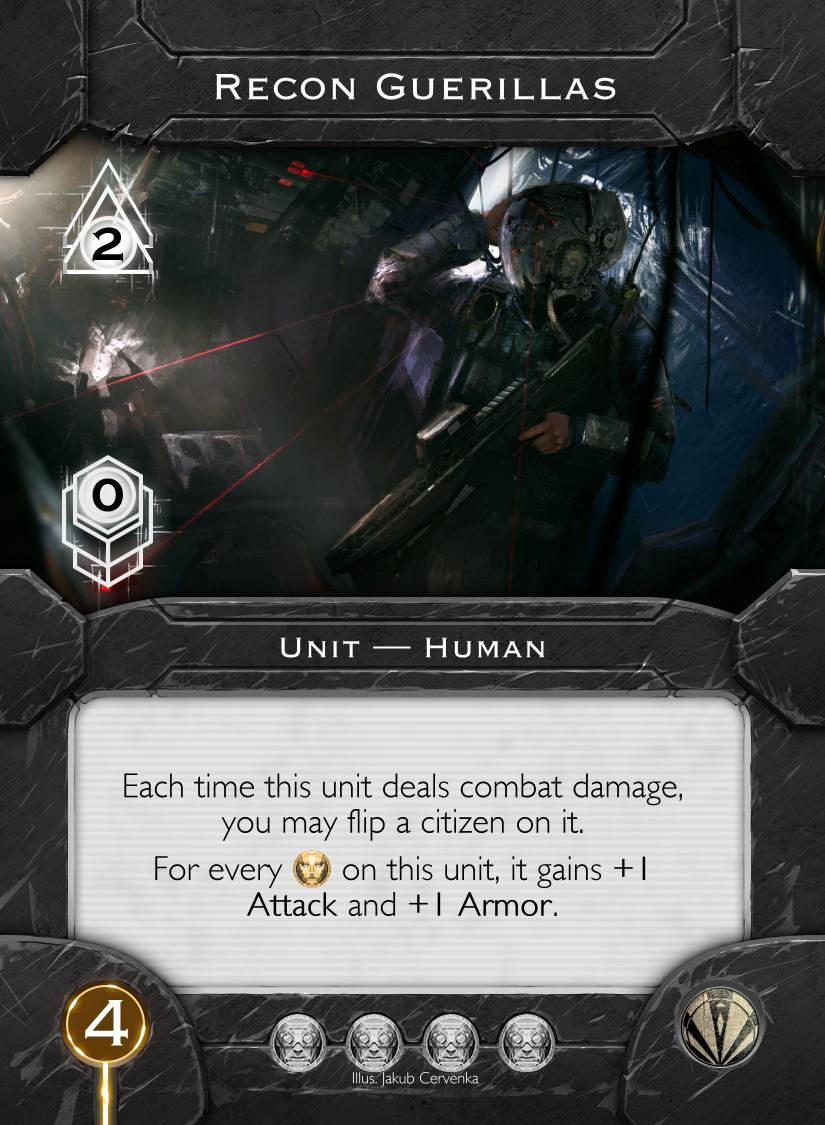 Recon Guerillas
2
0
Unit — Human
Each time this unit deals combat damage,
you may flip a citizen on it.
For every on this unit, it gains +1
Attack and +1 Armor.
4
Illus. Jakub Cervenka